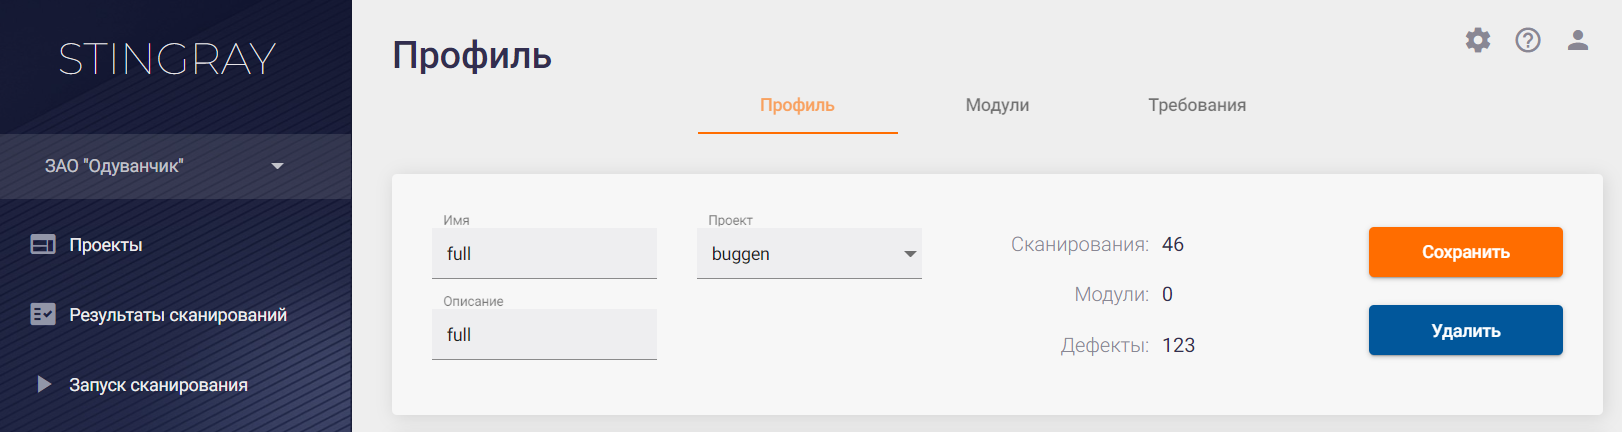 STINGRAY
ЗАО "Одуванчик"
Проекты
Результаты сканирований
Запуск сканирования
Профиль
Профиль
Модули
Требования
Имя
full
Описание
full
Проект
buggen
Сканирования: 46
Модули: 0
Дефекты: 123
Сохранить
Удалить